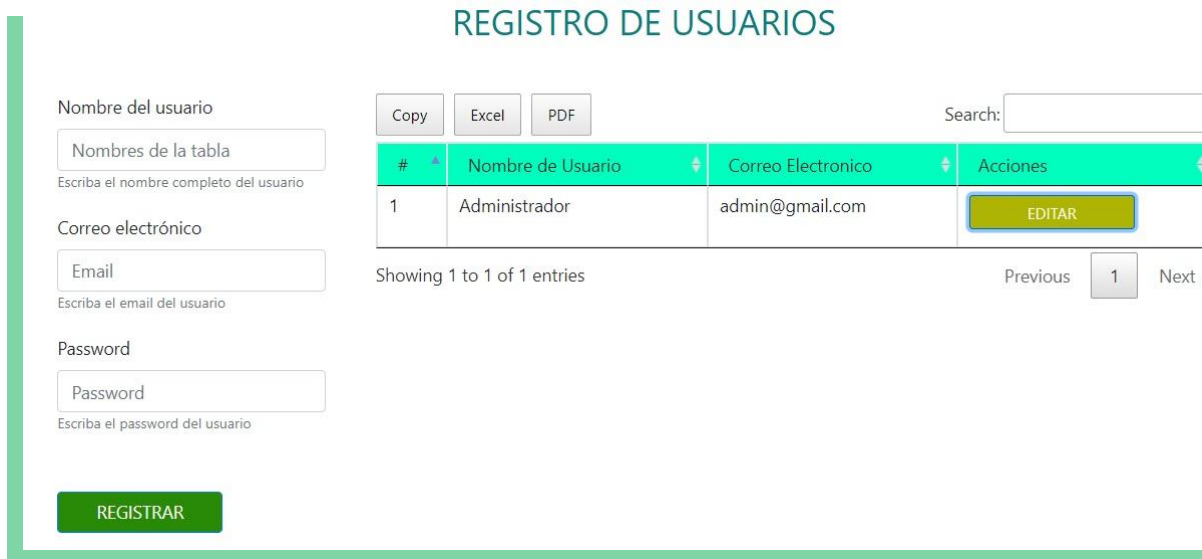 REGISTRO DE USUARIOS
Nombre del usuario
Nombres de la tabla
Escriba el nombre completo del usuario
Correo electrónico
Email
Escriba el email del usuario
Password
Password
Escriba el password del usuario
REGISTRAR
Copy Excel PDF Search:
# Nombre de Usuario Correo Electronico Acciones
1 Administrador admin@gmail.com EDITAR
Showing 1 to 1 of 1 entries Previous 1 Next